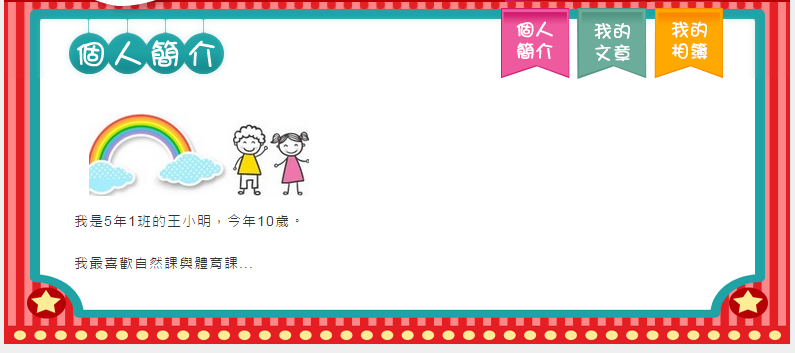 個人簡介
個人
簡介
我的
文章
我的
相簿
我是5年1班的王小明，今年10歲。
我最喜歡自然課與體育課...